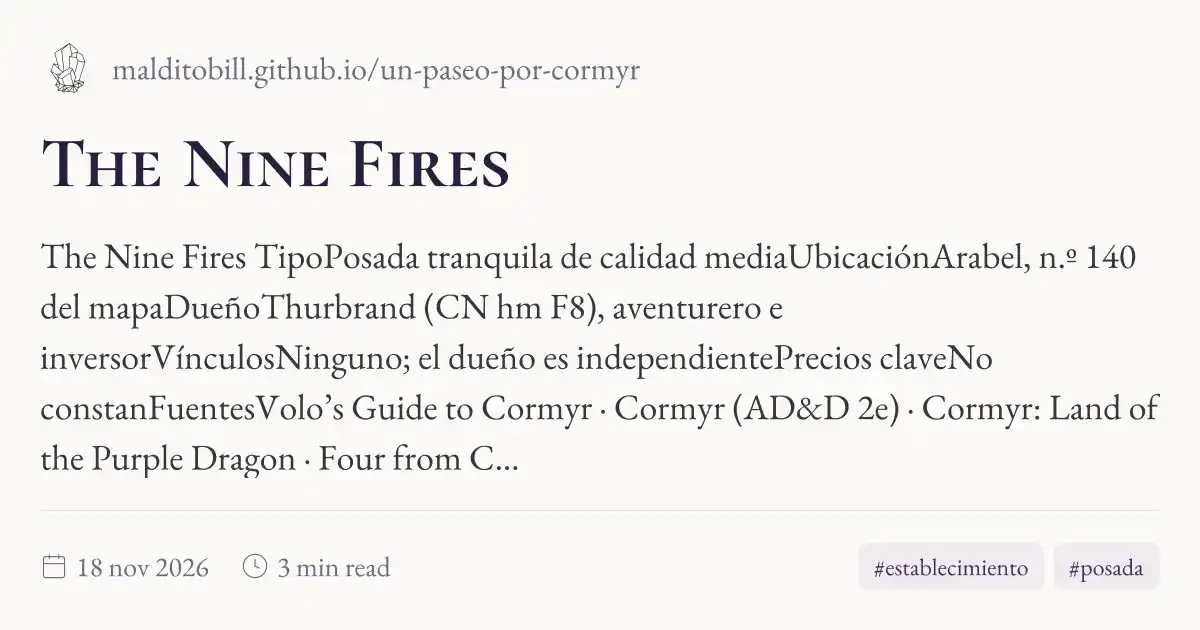 malditobill.github.io/un-paseo-por-cormyr
The Nine Fires
The Nine Fires TipoPosada tranquila de calidad mediaUbicaciónArabel, n.º 140
del mapaDueñoThurbrand (CN hm F8), aventurero e
inversorVínculosNinguno; el dueño es independientePrecios claveNo
constanFuentesVolo’s Guide to Cormyr · Cormyr (AD&D 2e) · Cormyr: Land of
the Purple Dragon · Four from C...
18 nov 2026 3 min read #establecimiento #posada